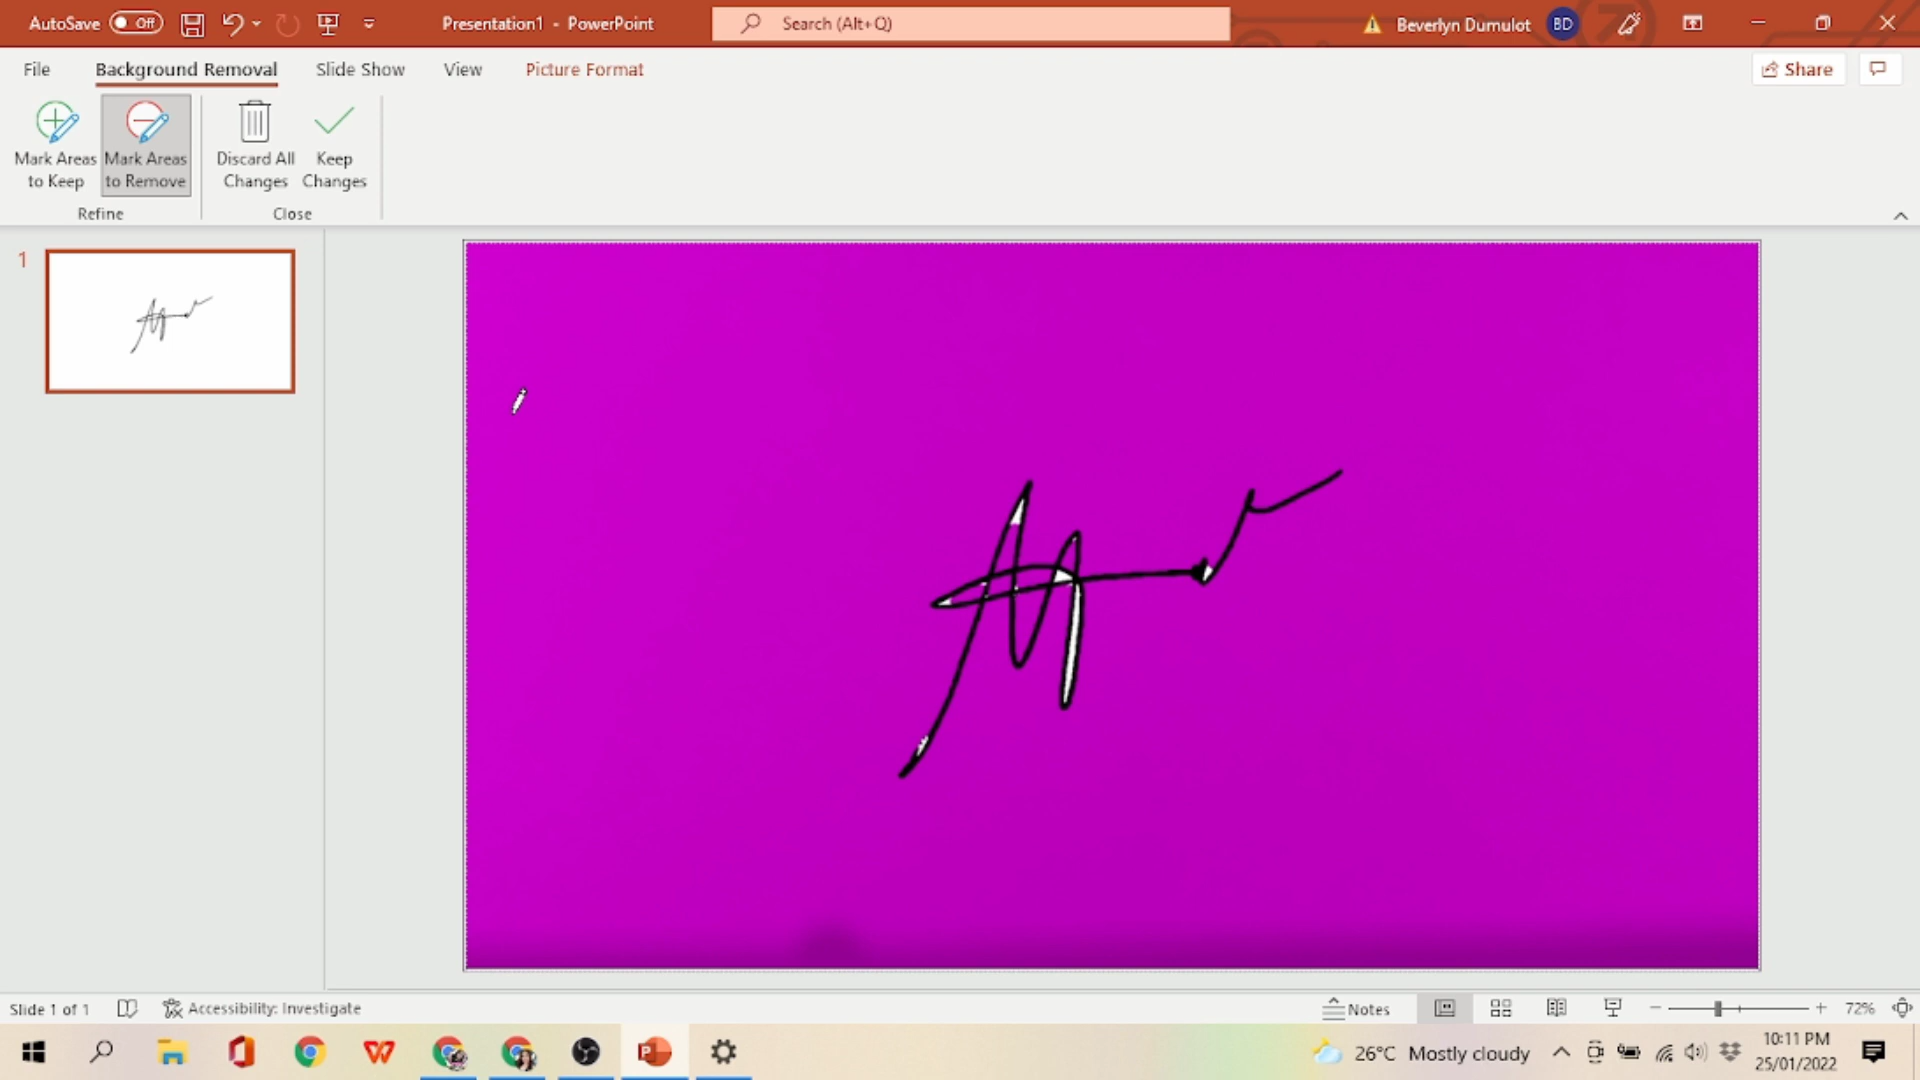 AutoSave Off Presentation1 - PowerPoint Search (Alt+Q) Beverlyn Dumulot BD
File Background Removal Slide Show View Picture Format Share
Mark Areas to Keep
Mark Areas to Remove
Discard All Changes
Keep Changes
Refine Close
1
Slide 1 of 1 Accessibility: Investigate Notes 72%
26°C Mostly cloudy 10:11 PM
25/01/2022